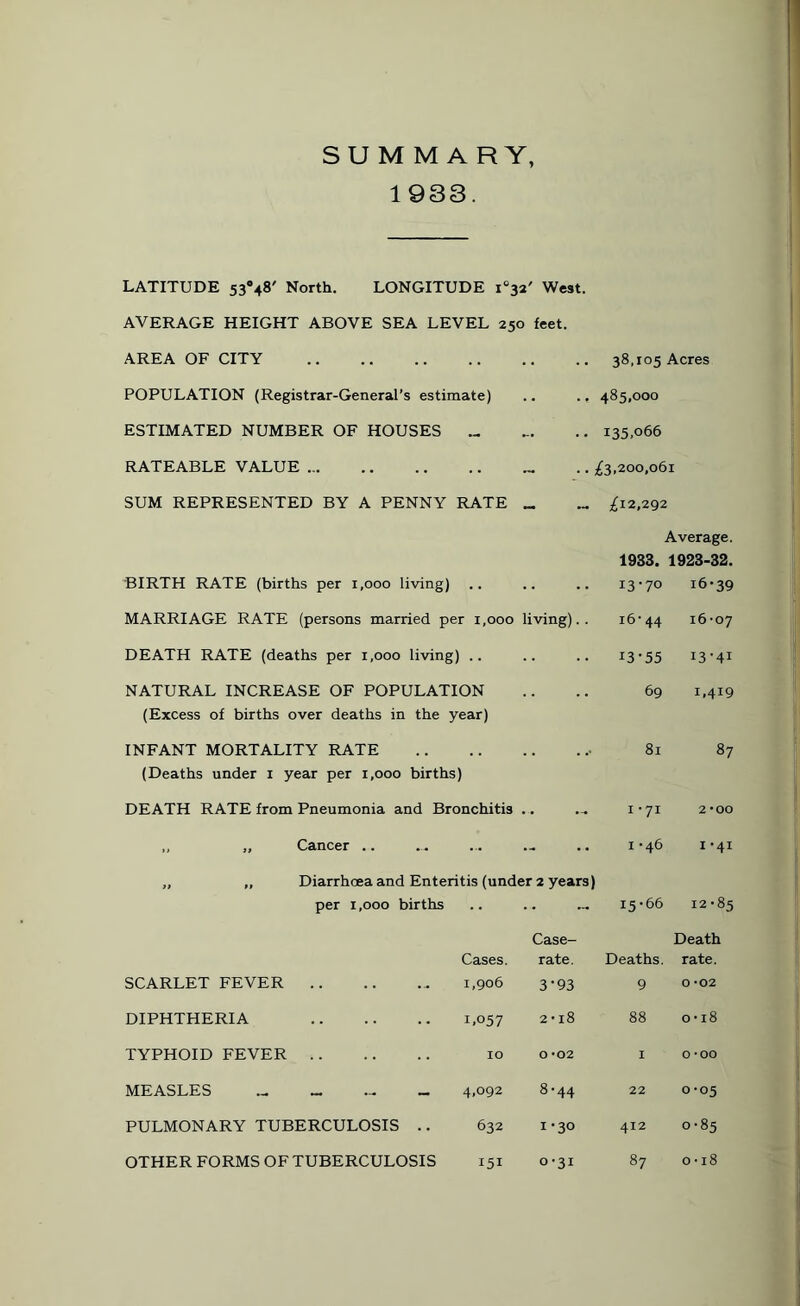 SUMMARY,
1933.
LATITUDE 53°48′ North. LONGITUDE 1°32′ West.
AVERAGE HEIGHT ABOVE SEA LEVEL 250 feet.
AREA OF CITY .. .. .. .. .. .. 38,105 Acres
POPULATION (Registrar-General's estimate) .. .. 485,000
ESTIMATED NUMBER OF HOUSES .. .. .. 135,066
RATEABLE VALUE ... .. .. .. .. .. £3,200,061
SUM REPRESENTED BY A PENNY RATE .. .. £12,292
Average.
1933. 1923-32.
BIRTH RATE (births per 1,000 living) .. .. .. 13·70 16·39
MARRIAGE RATE (persons married per 1,000 living). . 16·44 16·07
DEATH RATE (deaths per 1,000 living) .. .. .. 13·55 13·41
NATURAL INCREASE OF POPULATION .. .. 69 1,419
(Excess of births over deaths in the year)
INFANT MORTALITY RATE .. .. .. .. 81 87
(Deaths under 1 year per 1,000 births)
DEATH RATE from Pneumonia and Bronchitis .. .. 1·71 2·00
,, ,, Cancer .. .. .. .. .. 1·46 1·41
,, ,, Diarrhœa and Enteritis (under 2 years)
per 1,000 births .. .. .. 15·66 12·85
Case- Death
Cases. rate. Deaths. rate.
SCARLET FEVER .. .. .. 1,906 3·93 9 0·02
DIPHTHERIA .. .. .. 1,057 2·18 88 0·18
TYPHOID FEVER .. .. .. 10 0·02 1 0·00
MEASLES .. .. .. .. 4,092 8·44 22 0·05
PULMONARY TUBERCULOSIS .. 632 1·30 412 0·85
OTHER FORMS OF TUBERCULOSIS 151 0·31 87 0·18